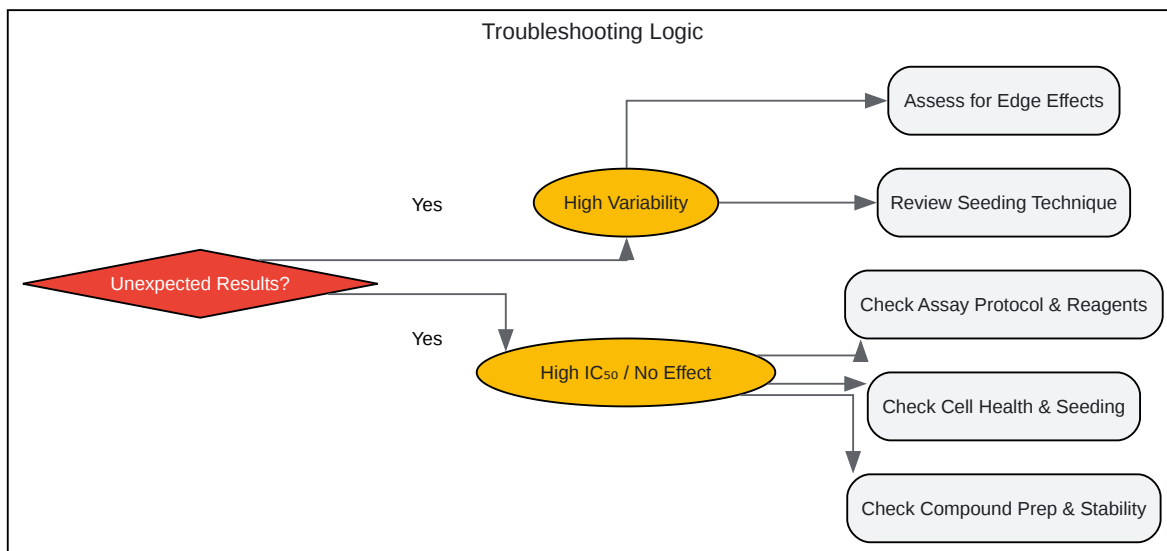 Troubleshooting Logic
Assess for Edge Effects
Yes
High Variability
Review Seeding Technique
Unexpected Results?
Check Assay Protocol & Reagents
Yes
High IC₅₀ / No Effect
Check Cell Health & Seeding
Check Compound Prep & Stability